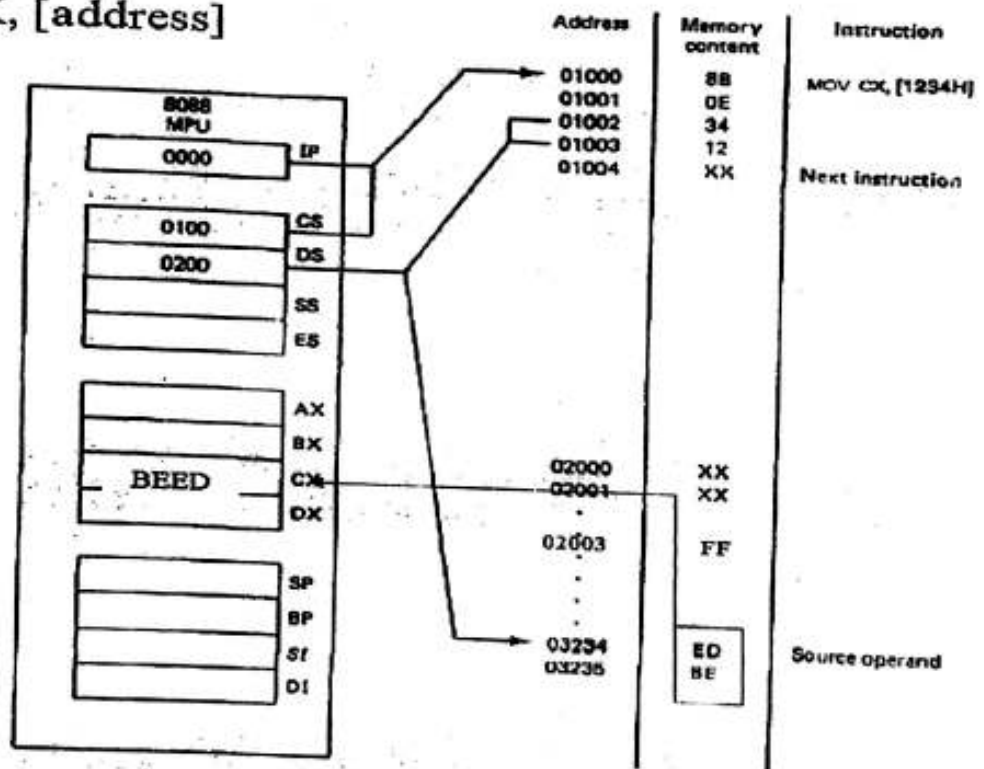 , [address]
Address Memory content Instruction
8088
MPU
0000 IP
0100 CS
0200 DS
SS
ES
AX
BX
BEED CX
DX
SP
BP
SI
DI
01000 8B MOV CX, [1234H]
01001 0E
01002 34
01003 12
01004 XX Next instruction
02000 XX
02001 XX
02003 FF
03234 ED Source operand
03235 BE